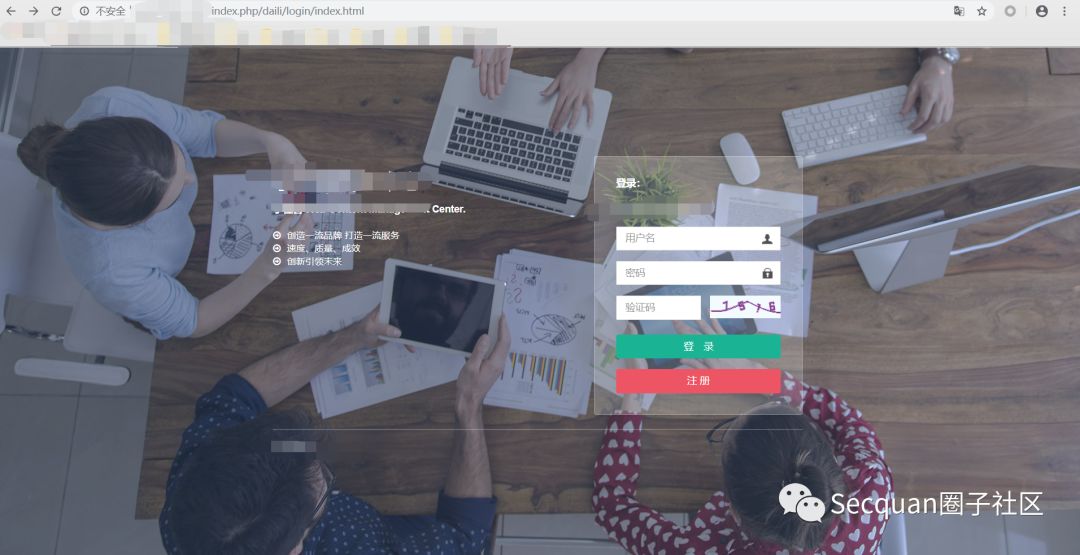 不安全
index.php/daili/login/index.html
Center.
创造一流品牌 打造一流服务
速度、质量、成效
创新引领未来
登录:
用户名
密码
验证码
登 录
注 册
Secquan圈子社区